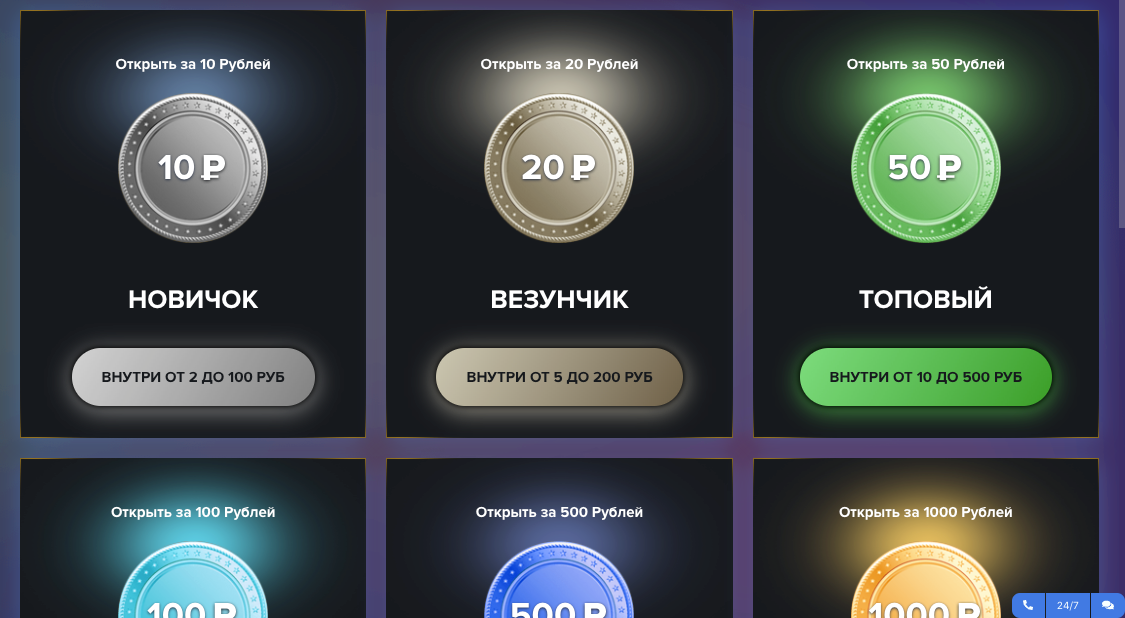 Открыть за 10 Рублей
Открыть за 20 Рублей
Открыть за 50 Рублей
10 ₽
20 ₽
50 ₽
НОВИЧОК
ВЕЗУНЧИК
ТОПОВЫЙ
ВНУТРИ ОТ 2 ДО 100 РУБ
ВНУТРИ ОТ 5 ДО 200 РУБ
ВНУТРИ ОТ 10 ДО 500 РУБ
Открыть за 100 Рублей
Открыть за 500 Рублей
Открыть за 1000 Рублей
100 ₽
500 ₽
1000 ₽
24/7